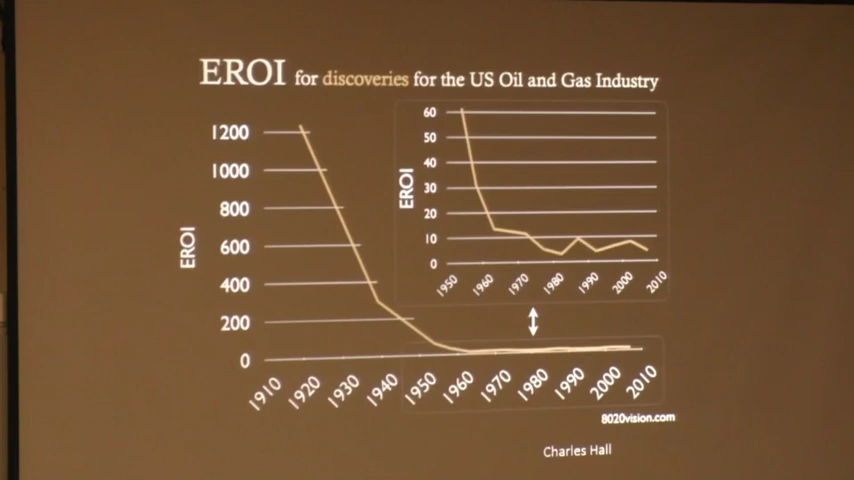 EROI for discoveries for the US Oil and Gas Industry
1200
1000
800
600
400
200
0
EROI
1910 1920 1930 1940 1950 1960 1970 1980 1990 2000 2010
60
50
40
30
20
10
0
EROI
1950 1960 1970 1980 1990 2000 2010
8020vision.com
Charles Hall